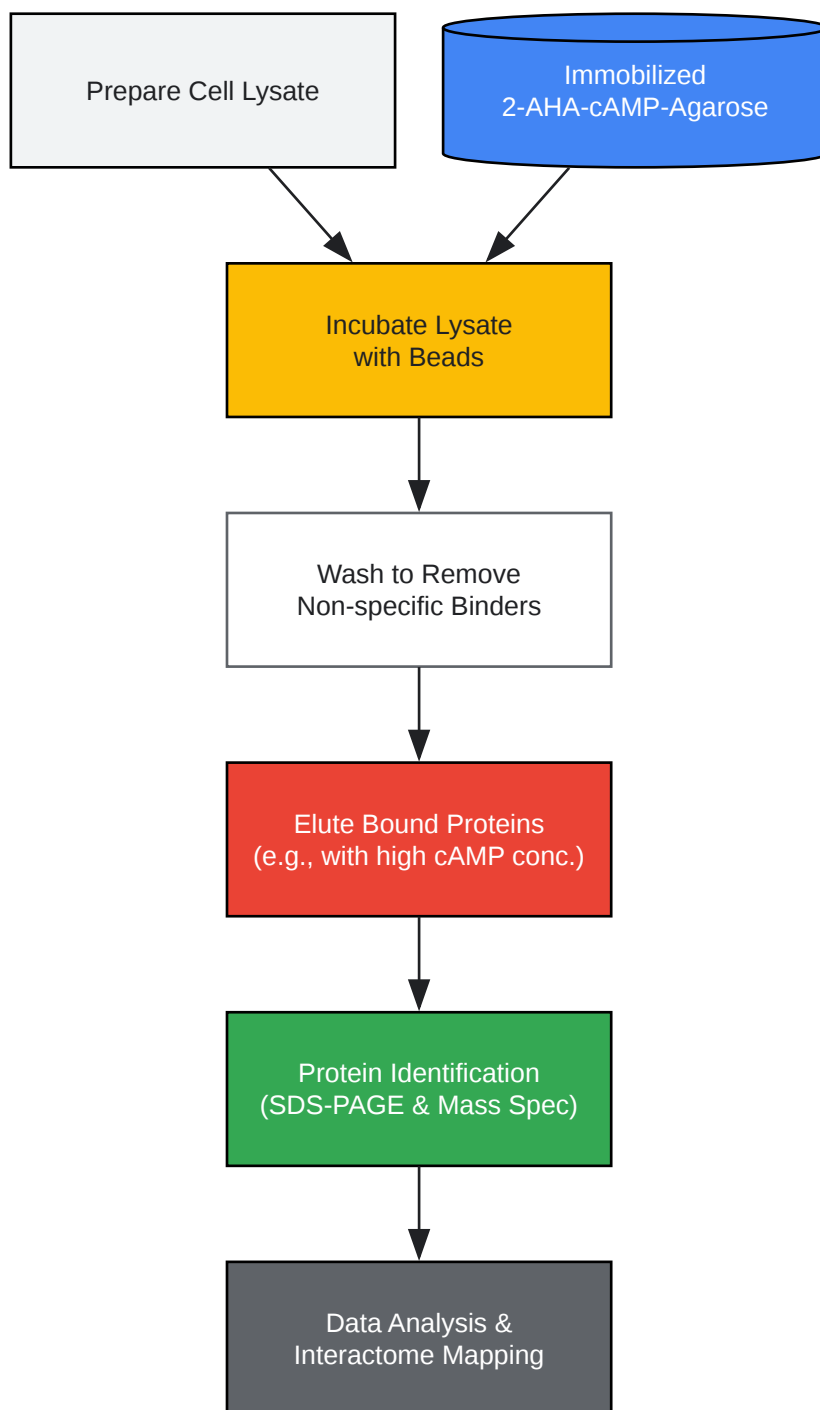 Prepare Cell Lysate
Immobilized
2-AHA-cAMP-Agarose
Incubate Lysate
with Beads
Wash to Remove
Non-specific Binders
Elute Bound Proteins
(e.g., with high cAMP conc.)
Protein Identification
(SDS-PAGE & Mass Spec)
Data Analysis &
Interactome Mapping